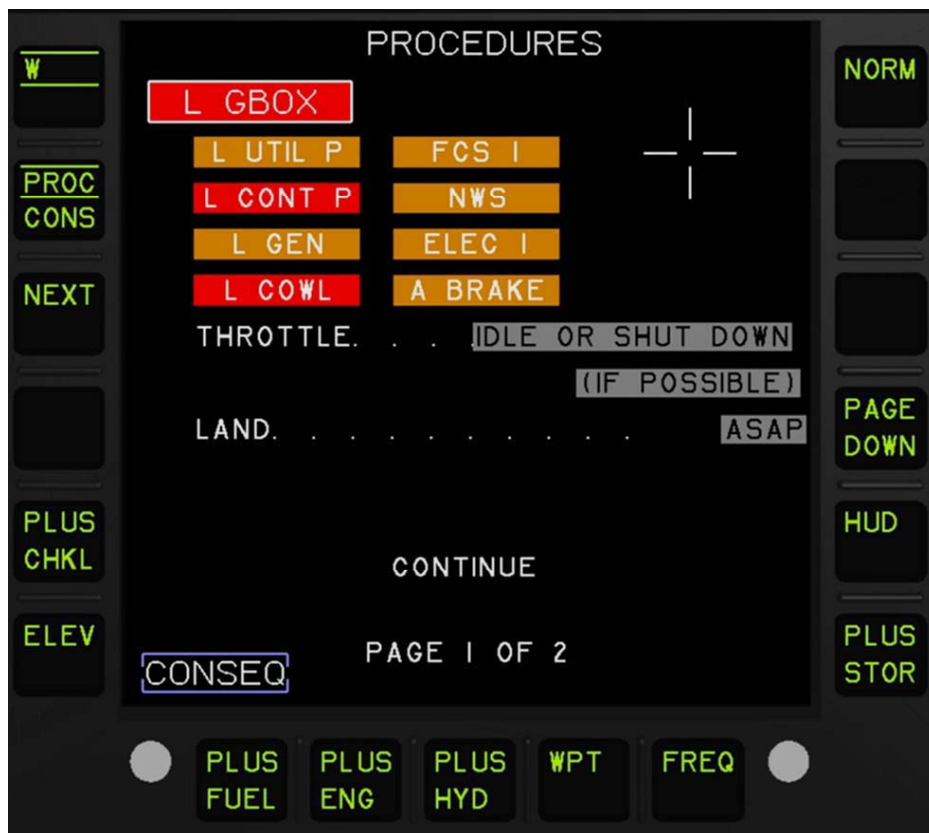 PROCEDURES
W
NORM
L GBOX
L UTIL P FCS I
PROC
CONS
L CONT P NWS
L GEN ELEC I
NEXT
L COWL A BRAKE
THROTTLE. . . .IDLE OR SHUT DOWN
(IF POSSIBLE)
LAND. . . . . . . . . . ASAP
PAGE
DOWN
PLUS
CHKL
HUD
CONTINUE
ELEV
PAGE I OF 2
PLUS
STOR
CONSEQ
PLUS
FUEL
PLUS
ENG
PLUS
HYD
WPT
FREQ